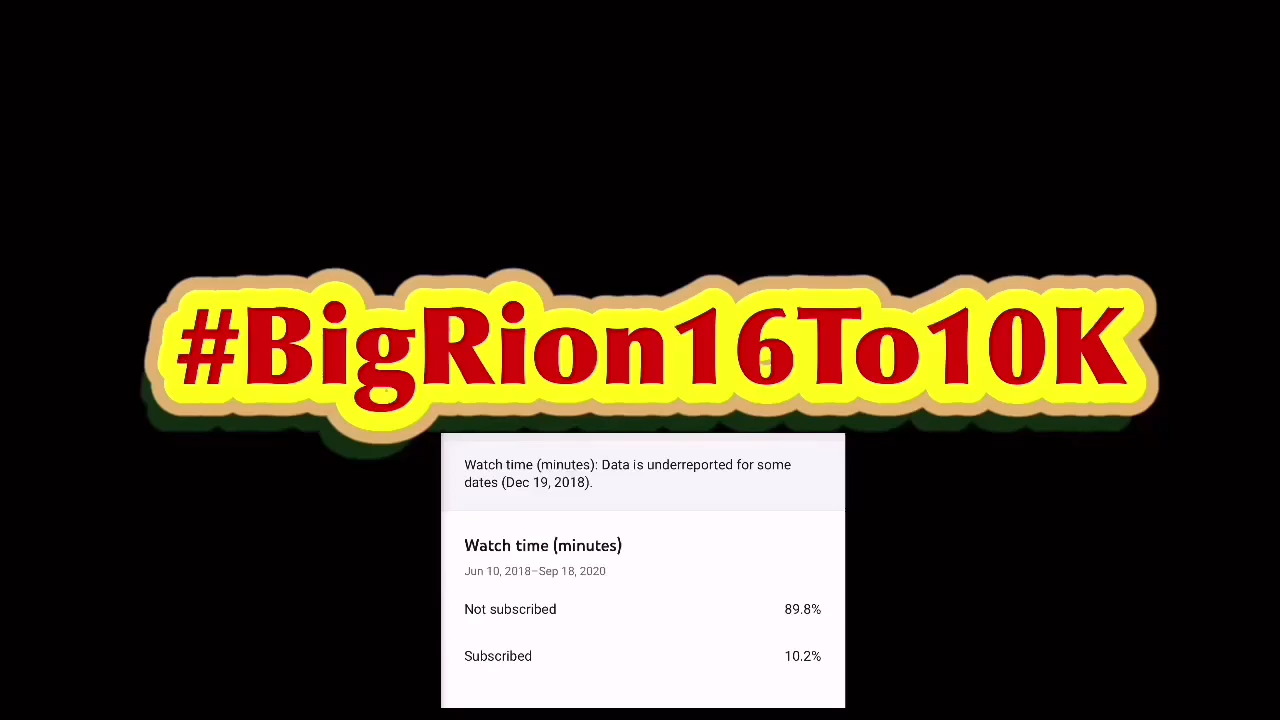 #BigRion16To10K
Watch time (minutes): Data is underreported for some
dates (Dec 19, 2018).
Watch time (minutes)
Jun 10, 2018–Sep 18, 2020
Not subscribed 89.8%
Subscribed 10.2%